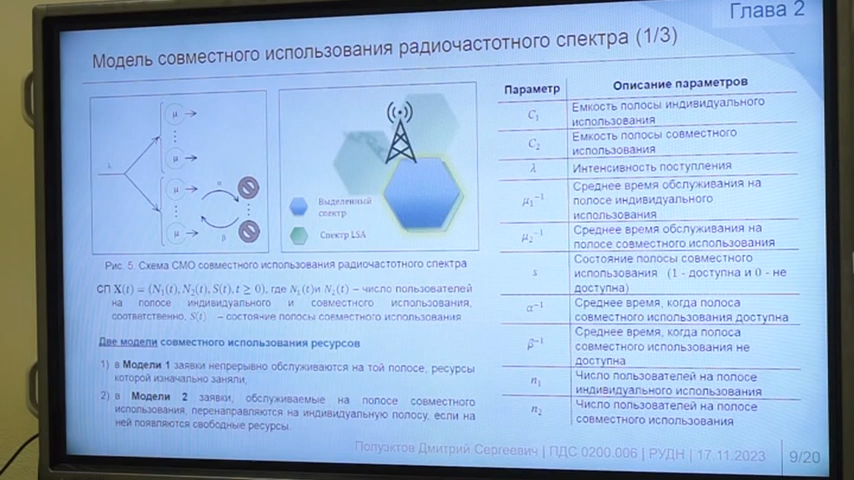 Глава 2
Модель совместного использования радиочастотного спектра (1/3)
λ
μ
μ
μ
μ
α
β
Выделенный
спектр
Спектр LSA
Рис. 5. Схема СМО совместного использования радиочастотного спектра
СП X(t) = (N₁(t), N₂(t), S(t), t ≥ 0), где N₁(t) и N₂(t) – число пользователей
на полосе индивидуального и совместного использования,
соответственно, S(t) – состояние полосы совместного использования
Две модели совместного использования ресурсов
1) в Модели 1 заявки непрерывно обслуживаются на той полосе, ресурсы
которой изначально заняли,
2) в Модели 2 заявки, обслуживаемые на полосе совместного
использования, перенаправляются на индивидуальную полосу, если на
ней появляются свободные ресурсы.
Параметр Описание параметров
C₁ Емкость полосы индивидуального
использования
C₂ Емкость полосы совместного
использования
λ Интенсивность поступления
μ₁⁻¹ Среднее время обслуживания на
полосе индивидуального
использования
μ₂⁻¹ Среднее время обслуживания на
полосе совместного использования
s Состояние полосы совместного
использования (1 - доступна и 0 - не
доступна)
α⁻¹ Среднее время, когда полоса
совместного использования доступна
β⁻¹ Среднее время, когда полоса
совместного использования не
доступна
n₁ Число пользователей на полосе
индивидуального использования
n₂ Число пользователей на полосе
совместного использования
Полуэктов Дмитрий Сергеевич | ПДС 0200.006 | РУДН | 17.11.2023
9/20